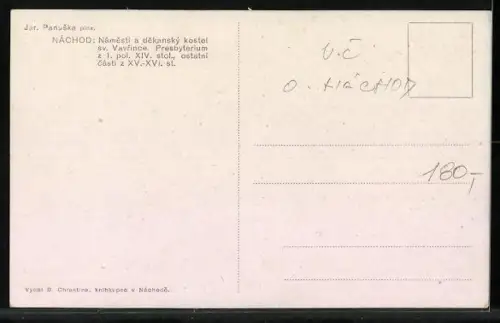 Jar. Panuška pinx.
NÁCHOD: Náměstí a děkanský kostel
sv. Vavřince. Presbyterium
z 1. pol. XIV. stol., ostatní
části z XV.-XVI. st.
V.Č
O. NÁCHOD
180,-
Vydal B. Christina, knihkupec v Náchodě.